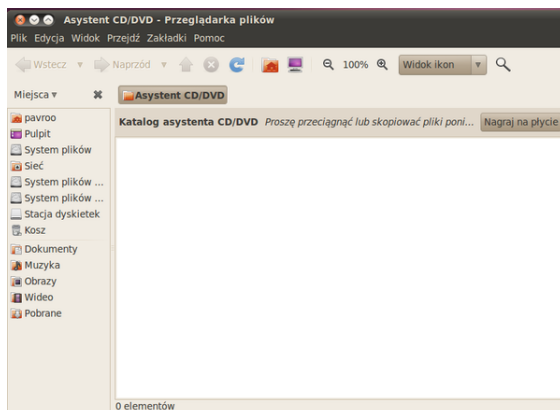 Asystent CD/DVD - Przeglądarka plików
Plik Edycja Widok Przejdź Zakładki Pomoc
Wstecz Naprzód 100% Widok ikon
Miejsca Asystent CD/DVD
Katalog asystenta CD/DVD Proszę przeciągnąć lub skopiować pliki poni... Nagraj na płycie
pavroo
Pulpit
System plików
Sieć
System plików ...
System plików ...
Stacja dyskietek
Kosz
Dokumenty
Muzyka
Obrazy
Wideo
Pobrane
0 elementów